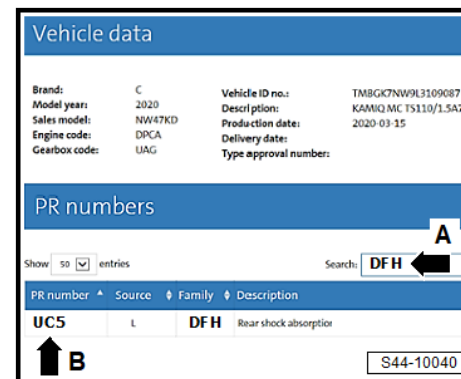 Vehicle data
Brand: C Vehicle ID no.: TMBGK7NW9L3109087
Model year: 2020 Description: KAMIQ MC TS110/1.5A7
Sales model: NW47KD Production date: 2020-03-15
Engine code: DPCA Delivery date:
Gearbox code: UAG Type approval number:
PR numbers
A
Show 50 entries Search: DFH
PR number Source Family Description
UC5 L DFH Rear shock absorption
B
S44-10040